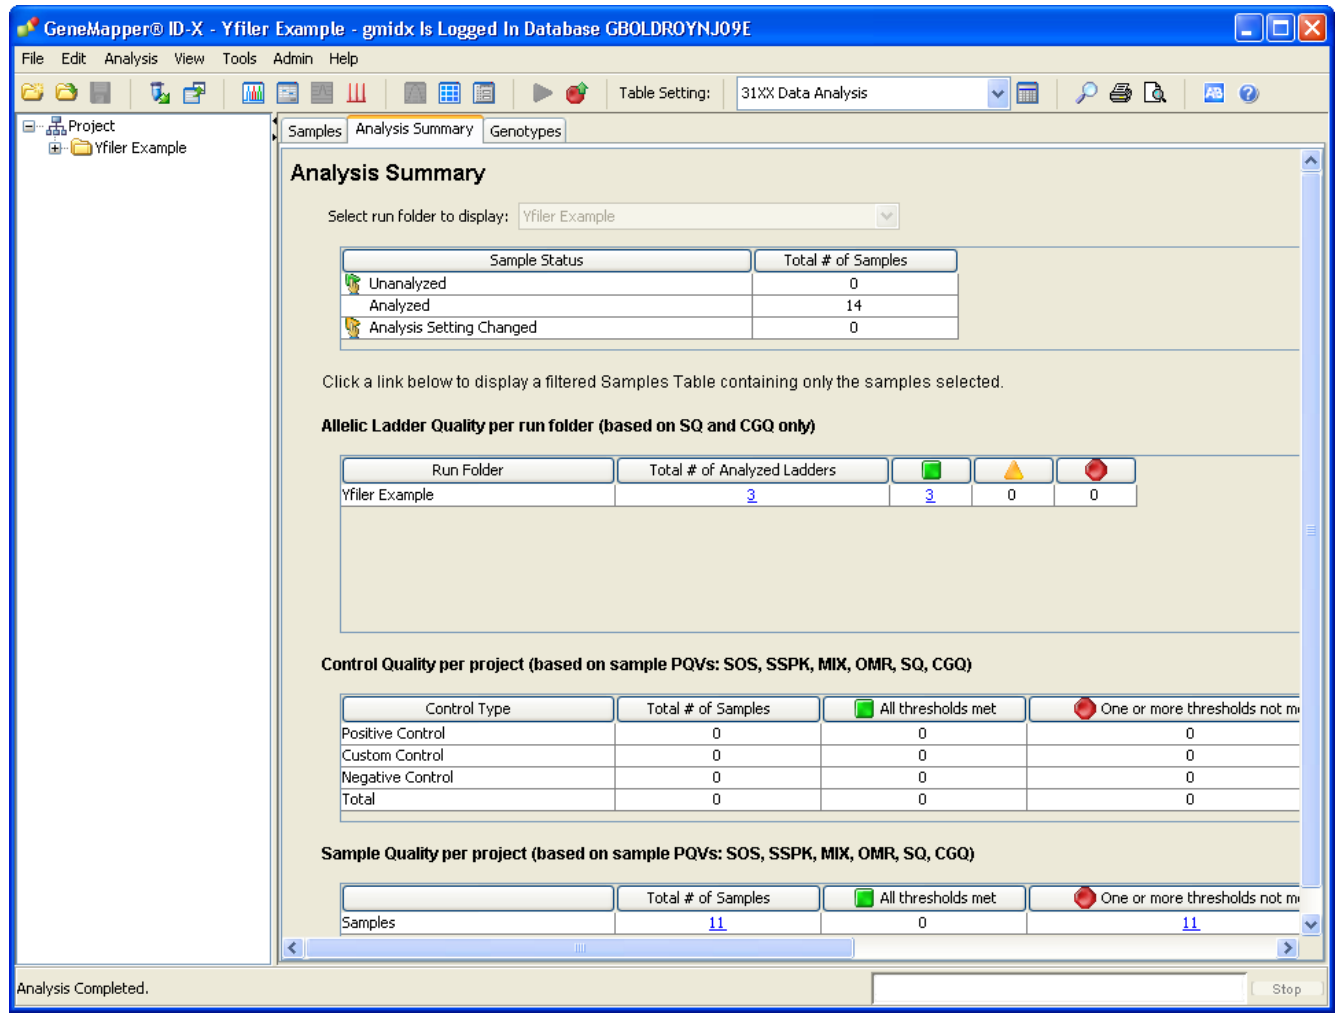 GeneMapper® ID-X - Yfiler Example - gmidx Is Logged In Database GBOLDROYNJ09E
File Edit Analysis View Tools Admin Help
Table Setting: 31XX Data Analysis AB
Project
Yfiler Example
Samples Analysis Summary Genotypes
Analysis Summary
Select run folder to display: Yfiler Example
Sample Status Total # of Samples
Unanalyzed 0
Analyzed 14
Analysis Setting Changed 0
Click a link below to display a filtered Samples Table containing only the samples selected.
Allelic Ladder Quality per run folder (based on SQ and CGQ only)
Run Folder Total # of Analyzed Ladders
Yfiler Example 3 3 0 0
Control Quality per project (based on sample PQVs: SOS, SSPK, MIX, OMR, SQ, CGQ)
Control Type Total # of Samples All thresholds met One or more thresholds not m
Positive Control 0 0 0
Custom Control 0 0 0
Negative Control 0 0 0
Total 0 0 0
Sample Quality per project (based on sample PQVs: SOS, SSPK, MIX, OMR, SQ, CGQ)
Total # of Samples All thresholds met One or more thresholds not m
Samples 11 0 11
Analysis Completed. Stop